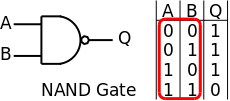 A
B
Q
NAND Gate
A B Q
0 0 1
0 1 1
1 0 1
1 1 0